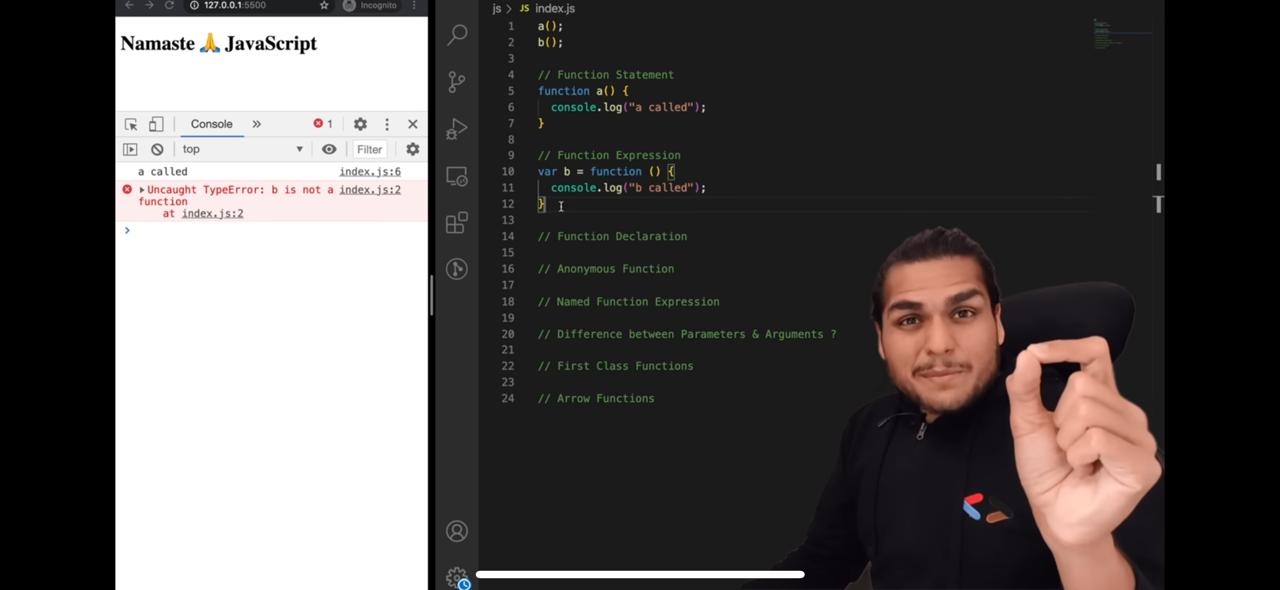 127.0.0.1:5500
Incognito
Namaste 🙏 JavaScript
Console
1
top
Filter
a called index.js:6
Uncaught TypeError: b is not a index.js:2
function
at index.js:2
js > JS index.js
1 a();
2 b();
3
4 // Function Statement
5 function a() {
6 console.log("a called");
7 }
8
9 // Function Expression
10 var b = function () {
11 console.log("b called");
12 }
13
14 // Function Declaration
15
16 // Anonymous Function
17
18 // Named Function Expression
19
20 // Difference between Parameters & Arguments ?
21
22 // First Class Functions
23
24 // Arrow Functions